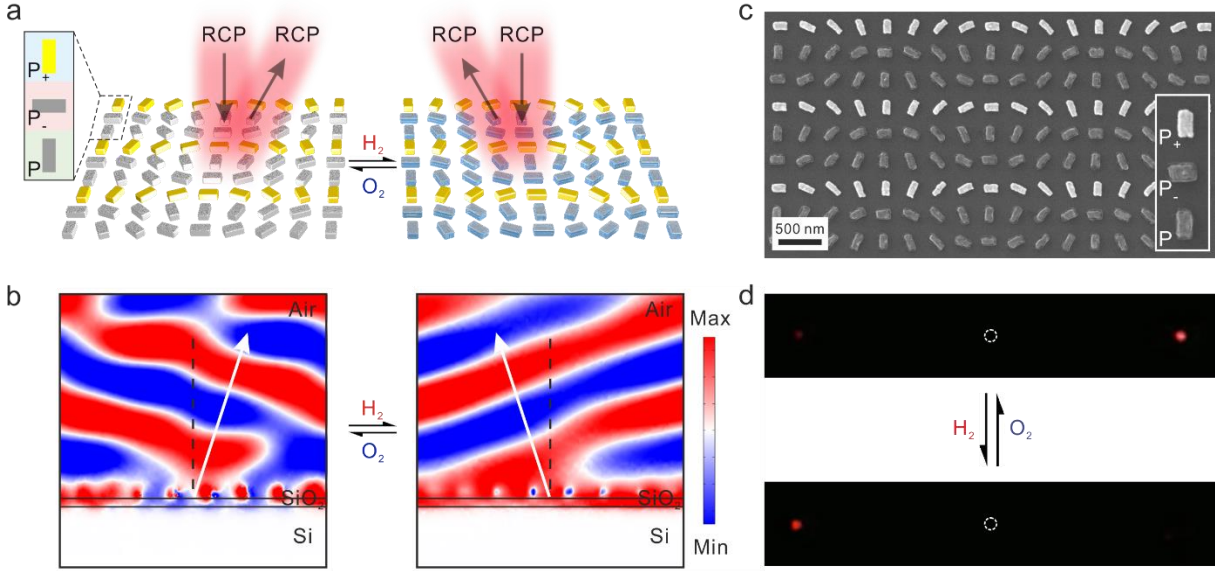 a
RCP RCP
RCP RCP
P+
P-
P
H2
O2
b
Air
SiO2
Si
H2
O2
Air
SiO2
Si
Max
Min
c
500 nm
P+
P-
P
d
H2 O2